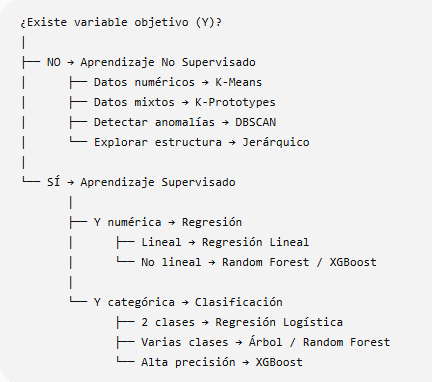 ¿Existe variable objetivo (Y)?
│
├── NO → Aprendizaje No Supervisado
│     ├── Datos numéricos → K-Means
│     ├── Datos mixtos → K-Prototypes
│     ├── Detectar anomalías → DBSCAN
│     └── Explorar estructura → Jerárquico
│
└── SÍ → Aprendizaje Supervisado
      │
      ├── Y numérica → Regresión
      │     ├── Lineal → Regresión Lineal
      │     └── No lineal → Random Forest / XGBoost
      │
      └── Y categórica → Clasificación
            ├── 2 clases → Regresión Logística
            ├── Varias clases → Árbol / Random Forest
            └── Alta precisión → XGBoost